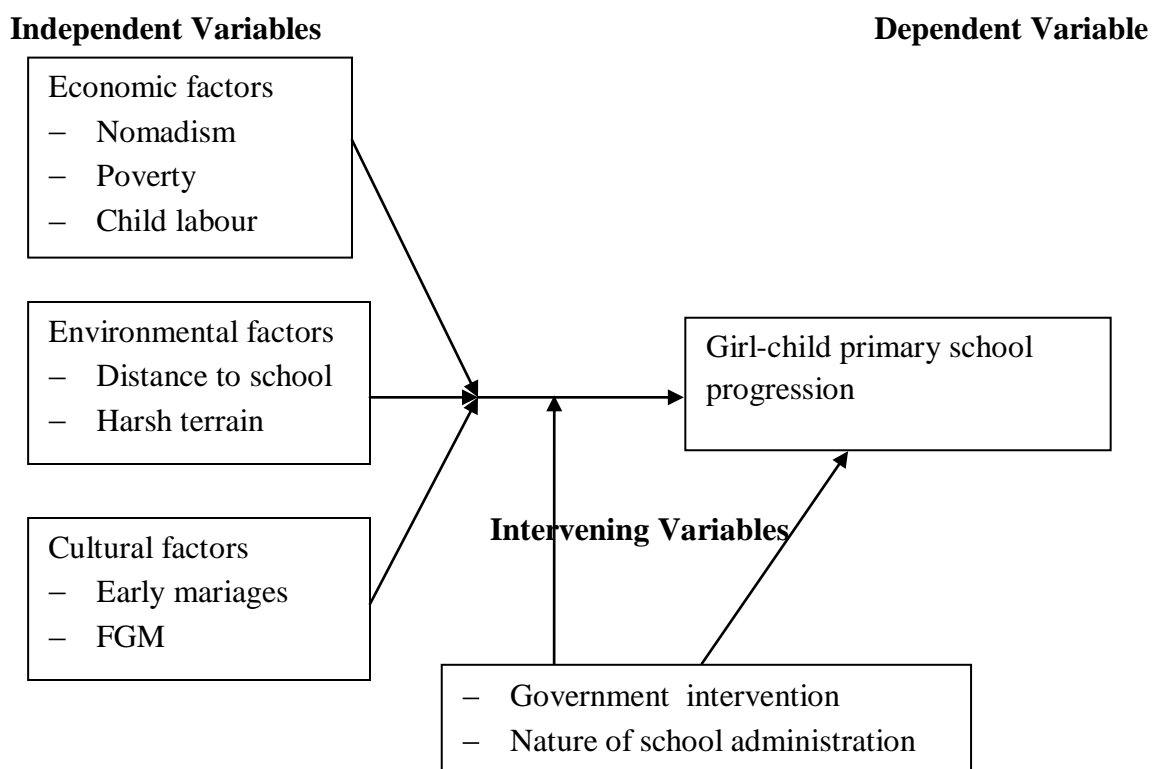 Independent Variables
Dependent Variable
Economic factors
– Nomadism
– Poverty
– Child labour
Environmental factors
– Distance to school
– Harsh terrain
Girl-child primary school
progression
Cultural factors
– Early mariages
– FGM
Intervening Variables
– Government intervention
– Nature of school administration